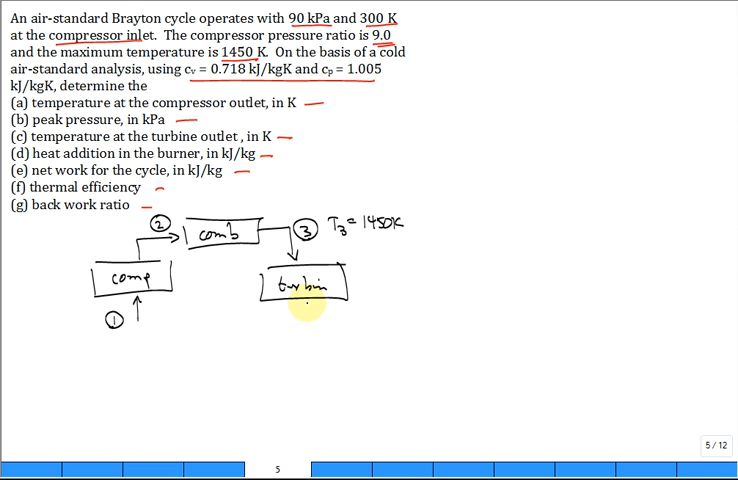 An air-standard Brayton cycle operates with 90 kPa and 300 K
at the compressor inlet. The compressor pressure ratio is 9.0
and the maximum temperature is 1450 K. On the basis of a cold
air-standard analysis, using cv = 0.718 kJ/kgK and cp = 1.005
kJ/kgK, determine the
(a) temperature at the compressor outlet, in K
(b) peak pressure, in kPa
(c) temperature at the turbine outlet , in K
(d) heat addition in the burner, in kJ/kg
(e) net work for the cycle, in kJ/kg
(f) thermal efficiency
(g) back work ratio
2 comb 3 T3 = 1450K
comp turbin
1
5 / 12
5